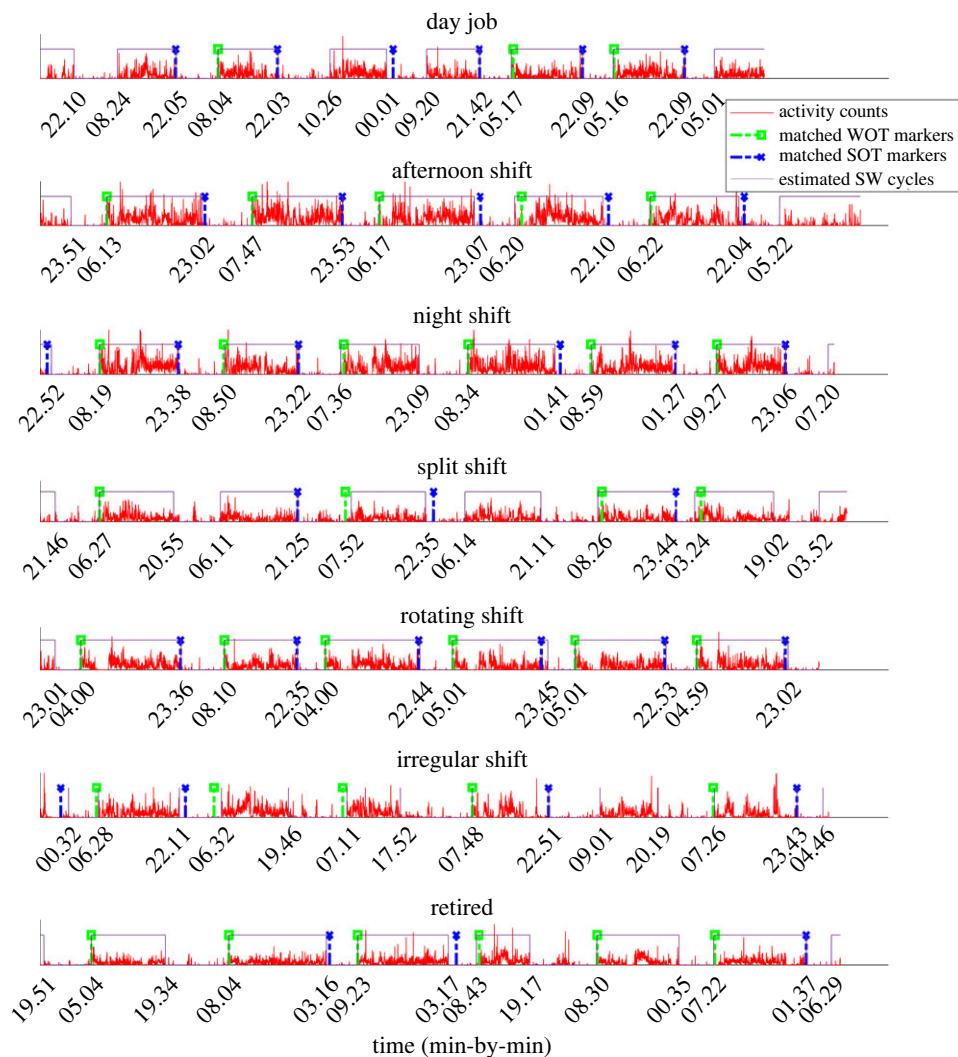 day job
22.10 08.24 22.05 08.04 22.03 10.26 00.01 09.20 21.42 05.17 22.09 05.16 22.09 05.01
activity counts
matched WOT markers
matched SOT markers
estimated SW cycles
afternoon shift
23.51 06.13 23.02 07.47 23.53 06.17 23.07 06.20 22.10 06.22 22.04 05.22
night shift
22.52 08.19 23.38 08.50 23.22 07.36 23.09 08.34 01.41 08.59 01.27 09.27 23.06 07.20
split shift
21.46 06.27 20.55 06.11 21.25 07.52 22.35 06.14 21.11 08.26 23.44 03.24 19.02 03.52
rotating shift
23.01 04.00 23.36 08.10 22.35 04.00 22.44 05.01 23.45 05.01 22.53 04.59 23.02
irregular shift
00.32 06.28 22.11 06.32 19.46 07.11 17.52 07.48 22.51 09.01 20.19 07.26 23.43 04.46
retired
19.51 05.04 19.34 08.04 03.16 09.23 03.17 08.43 19.17 08.30 00.35 07.22 01.37 06.29
time (min-by-min)